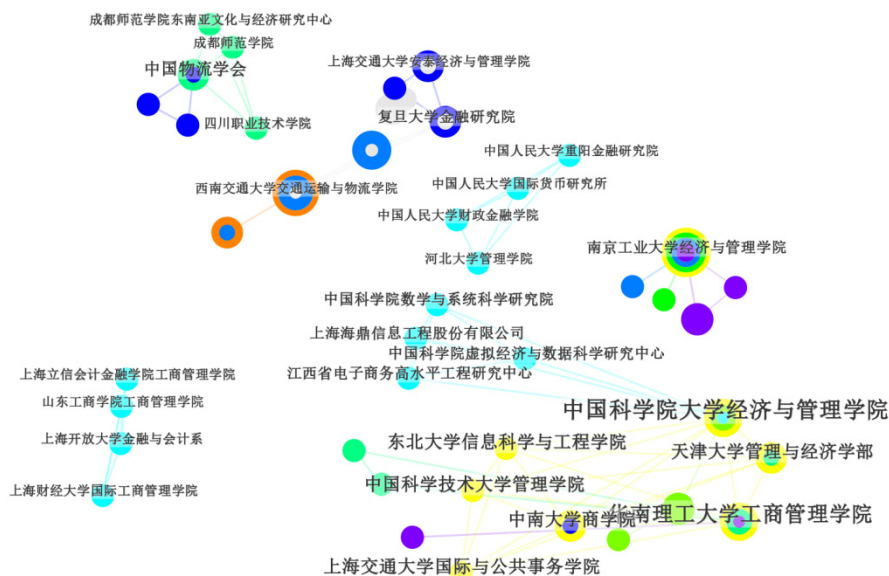 成都师范学院东南亚文化与经济研究中心
成都师范学院
中国物流学会
四川职业技术学院
上海交通大学安泰经济与管理学院
复旦大学金融研究院
西南交通大学交通运输与物流学院
中国人民大学重阳金融研究院
中国人民大学国际货币研究所
中国人民大学财政金融学院
河北大学管理学院
南京工业大学经济与管理学院
中国科学院数学与系统科学研究院
上海海鼎信息工程股份有限公司
中国科学院虚拟经济与数据科学研究中心
江西省电子商务高水平工程研究中心
上海立信会计金融学院工商管理学院
山东工商学院工商管理学院
上海开放大学金融与会计系
上海财经大学国际工商管理学院
中国科学院大学经济与管理学院
东北大学信息科学与工程学院
天津大学管理与经济学部
中国科学技术大学管理学院
华南理工大学工商管理学院
中南大学商学院
上海交通大学国际与公共事务学院